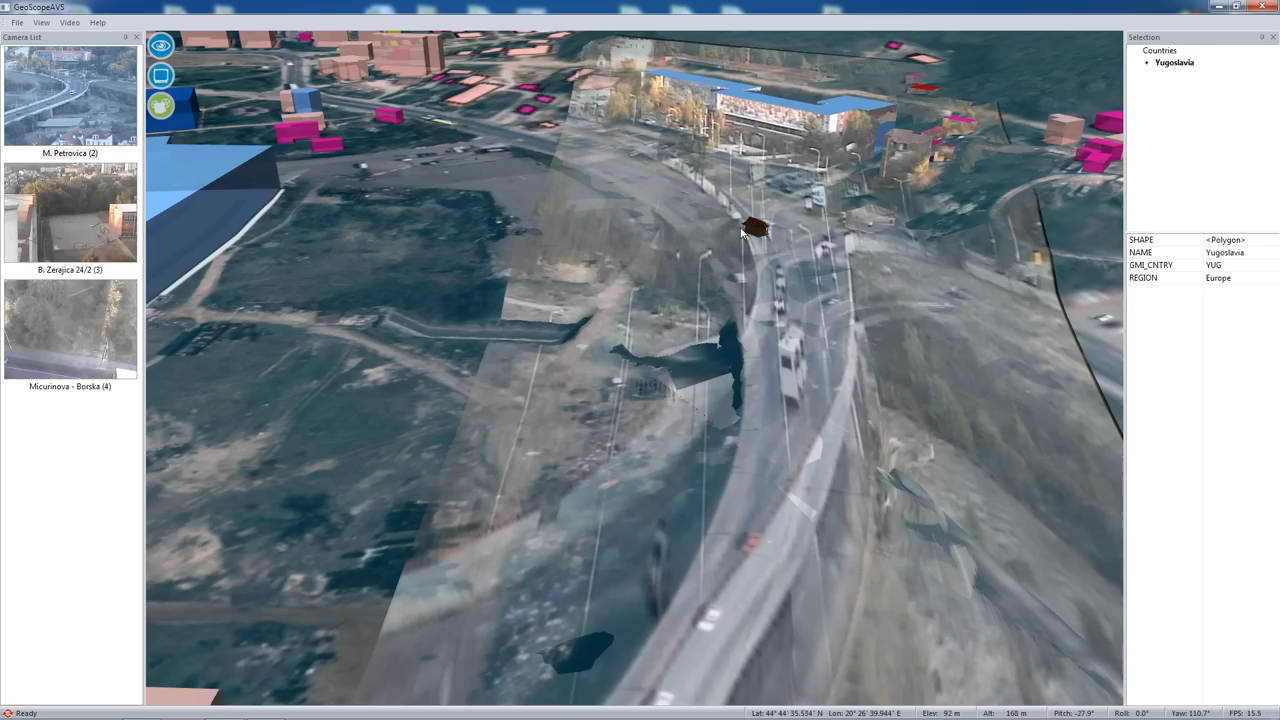 GeoScopeAVS
File View Video Help
Camera List
M. Petrovica (2)
B. Zerajica 24/2 (3)
Micurinova - Borska (4)
Selection
Countries
Yugoslavia
SHAPE <Polygon>
NAME Yugoslavia
GMI_CNTRY YUG
REGION Europe
Ready
Lat: 44° 44' 35.534" N Lon: 20° 26' 39.944" E Elev: 92 m Alt: 168 m Pitch: -27.9° Roll: 0.0° Yaw: 110.7° FPS: 15.5